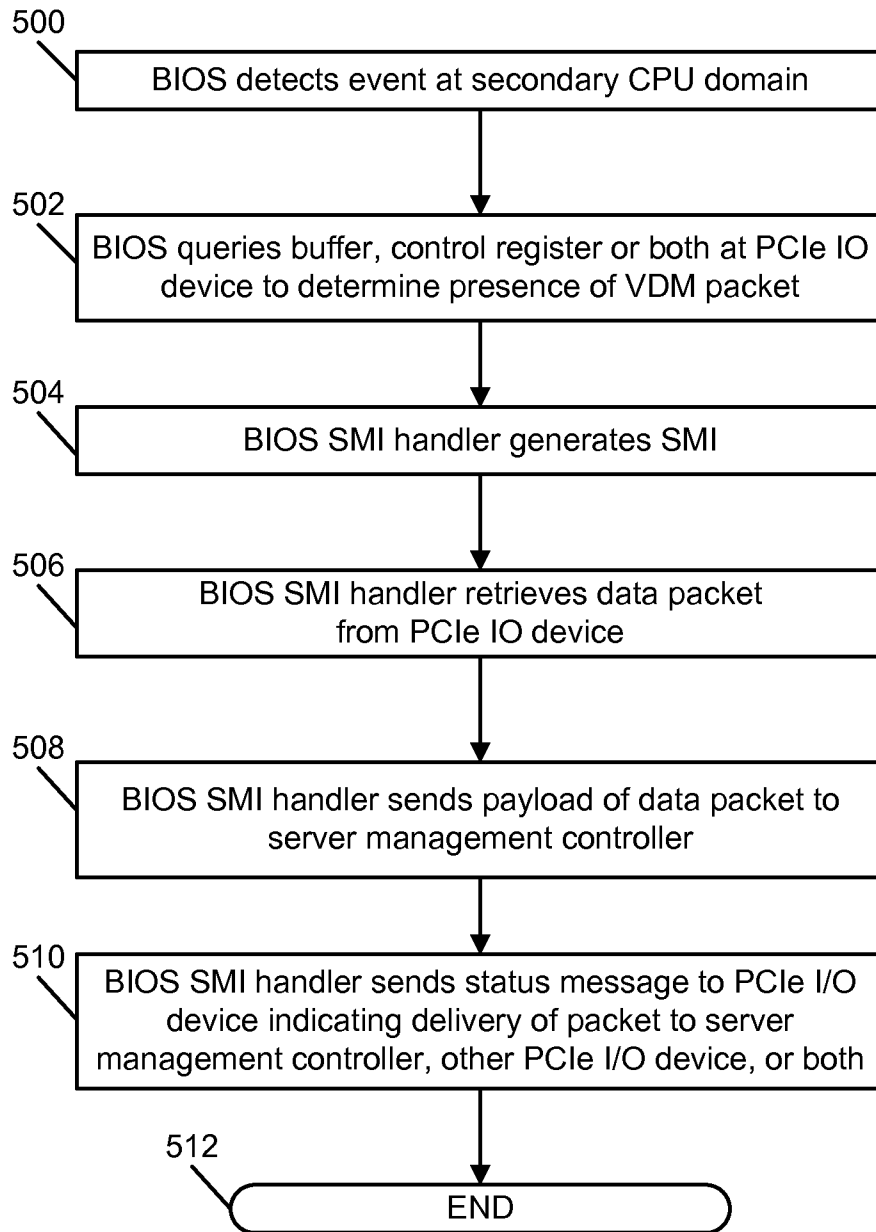 500
BIOS detects event at secondary CPU domain
502
BIOS queries buffer, control register or both at PCIe IO
device to determine presence of VDM packet
504
BIOS SMI handler generates SMI
506
BIOS SMI handler retrieves data packet
from PCIe IO device
508
BIOS SMI handler sends payload of data packet to
server management controller
510
BIOS SMI handler sends status message to PCIe I/O
device indicating delivery of packet to server
management controller, other PCIe I/O device, or both
512
END